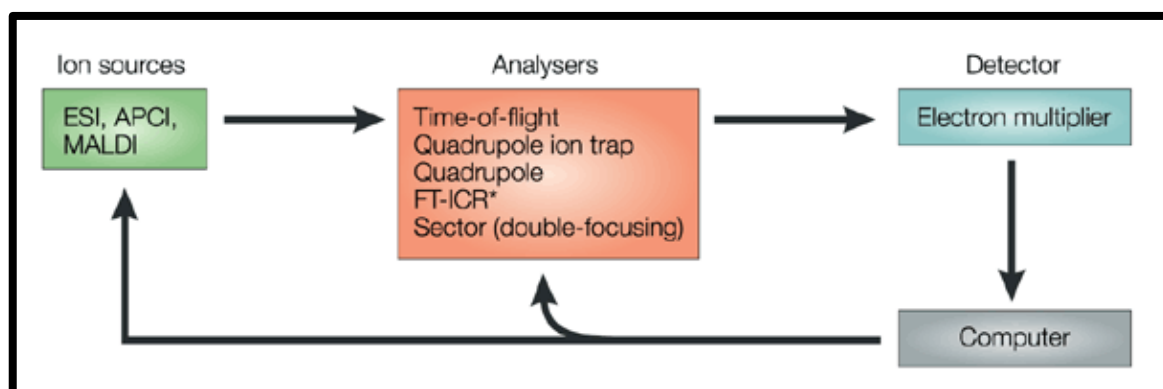 Ion sources
ESI, APCI,
MALDI
Analysers
Time-of-flight
Quadrupole ion trap
Quadrupole
FT-ICR*
Sector (double-focusing)
Detector
Electron multiplier
Computer